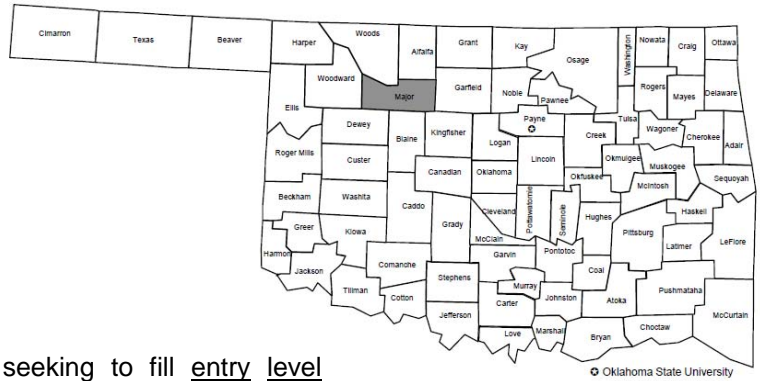 Cimarron Texas Beaver Harper Woods Alfalfa Grant Kay Osage Washington Nowata Craig Ottawa
Woodward Major Garfield Noble Pawnee Rogers Mayes Delaware
Ellis Dewey Blaine Kingfisher Logan Payne Creek Tulsa Wagoner Cherokee Adair
Roger Mills Custer Canadian Oklahoma Lincoln Okfuskee Okmulgee Muskogee Sequoyah
Beckham Washita Caddo Grady Cleveland Pottawatomie Seminole Hughes McIntosh Haskell
Greer Kiowa McClain Pittsburg Latimer LeFlore
Harmon Jackson Comanche Stephens Garvin Pontotoc Coal
Tillman Cotton Murray Carter Johnston Atoka Pushmataha McCurtain
Jefferson Love Marshall Bryan Choctaw
seeking to fill entry level
Oklahoma State University